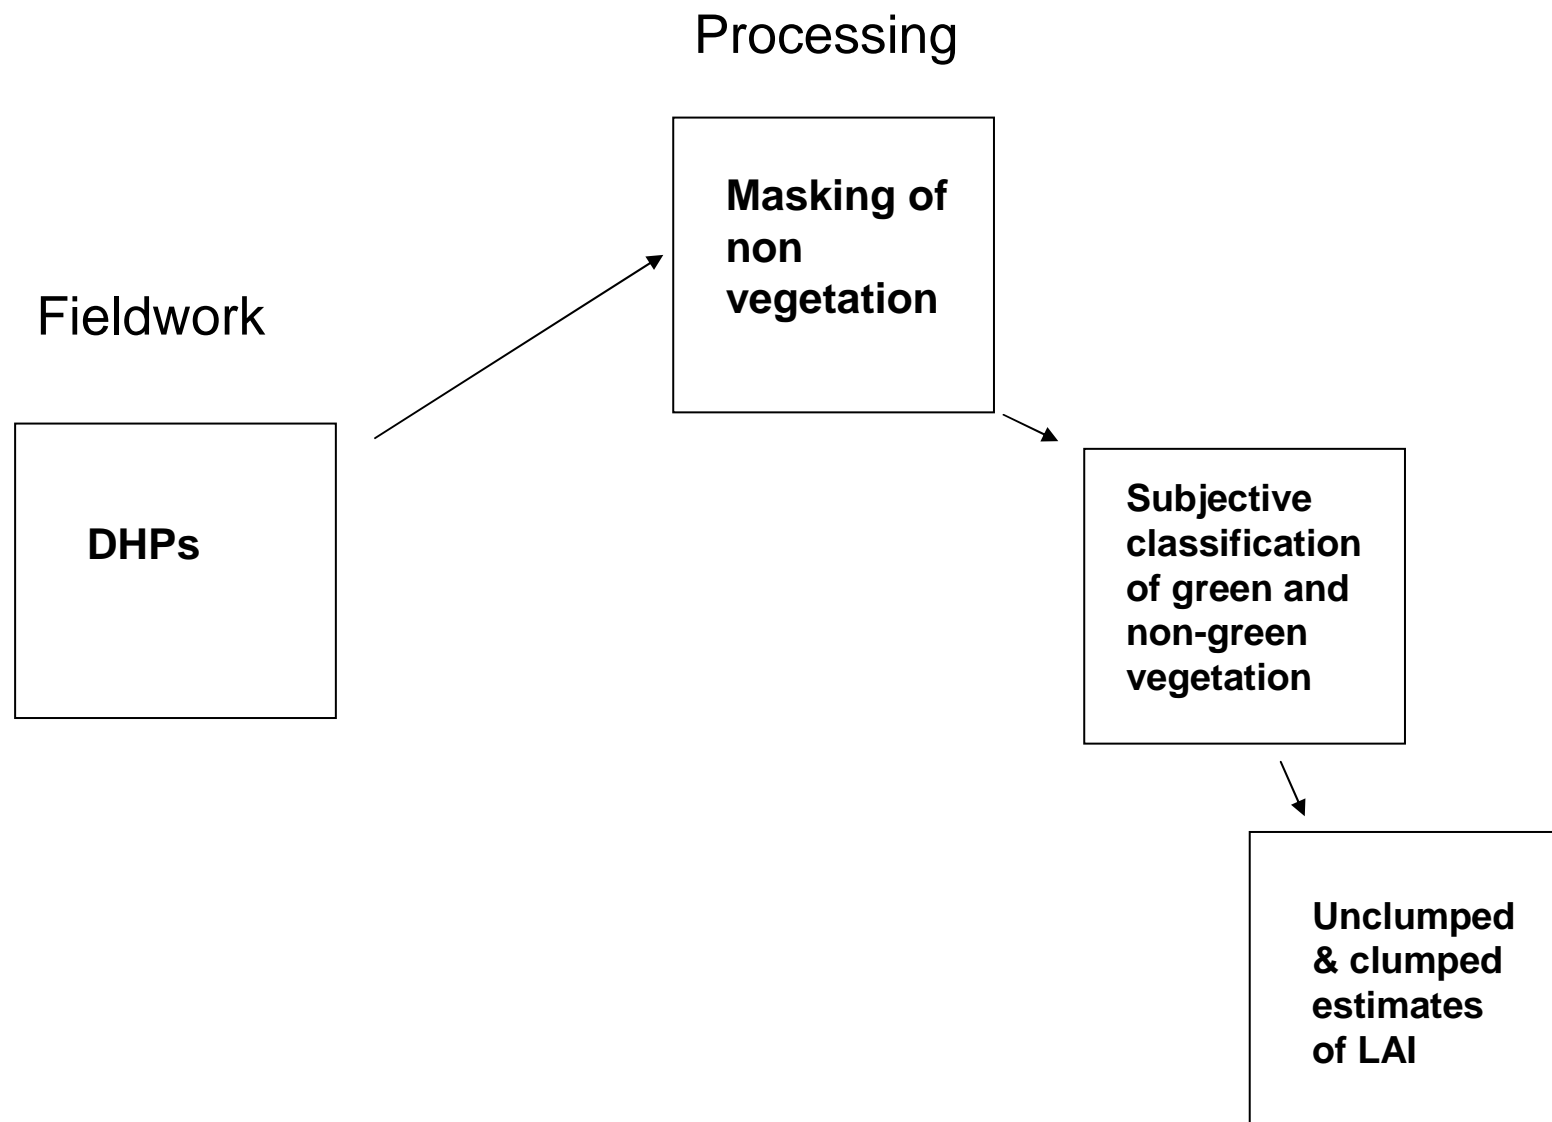 Processing
Masking of
non
vegetation
Fieldwork
DHPs
Subjective
classification
of green and
non-green
vegetation
Unclumped
& clumped
estimates
of LAI